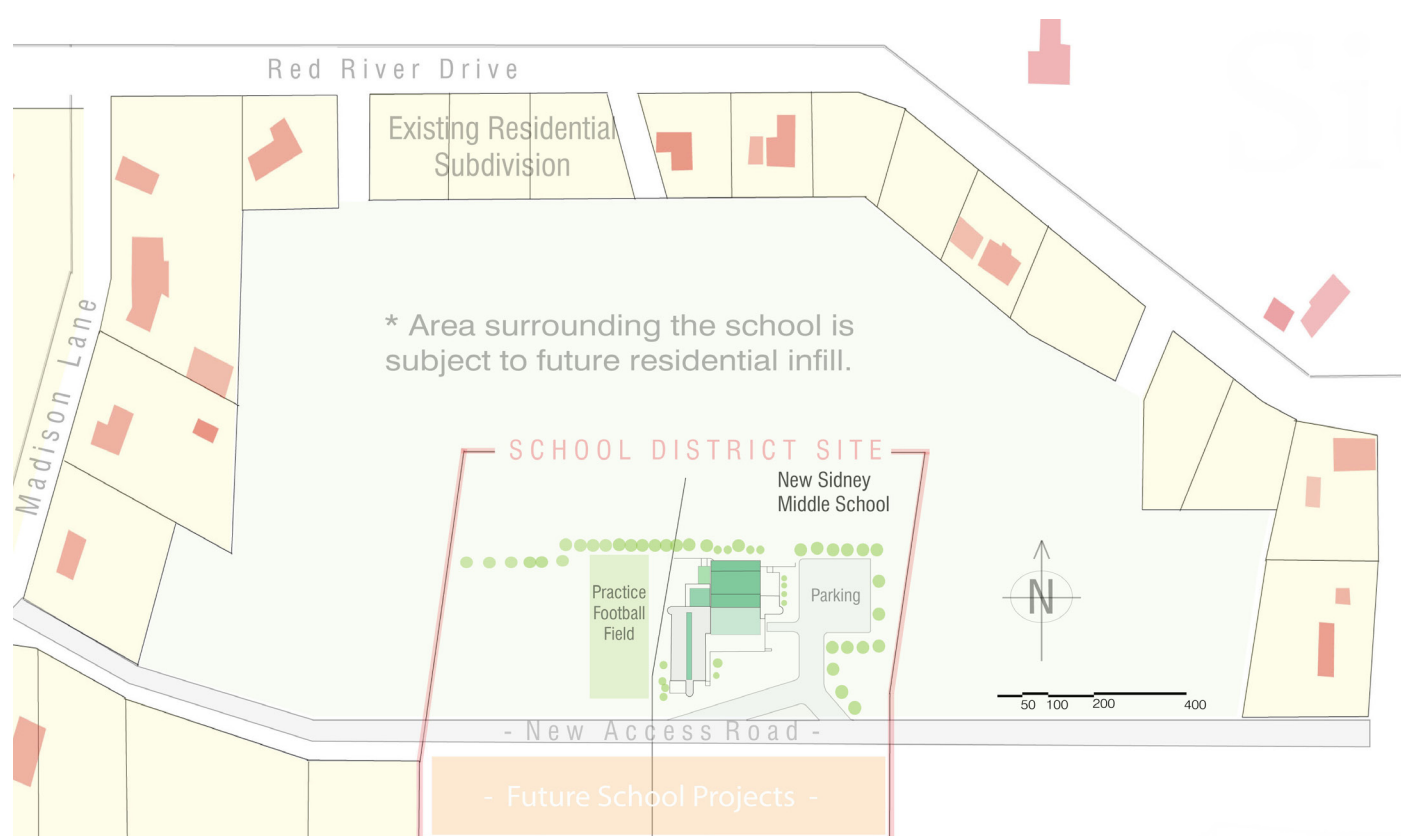 Red River Drive
Existing Residential
Subdivision
Madison Lane
* Area surrounding the school is
subject to future residential infill.
SCHOOL DISTRICT SITE
New Sidney
Middle School
Practice
Football
Field
Parking
N
50 100 200 400
- New Access Road -
- Future School Projects -